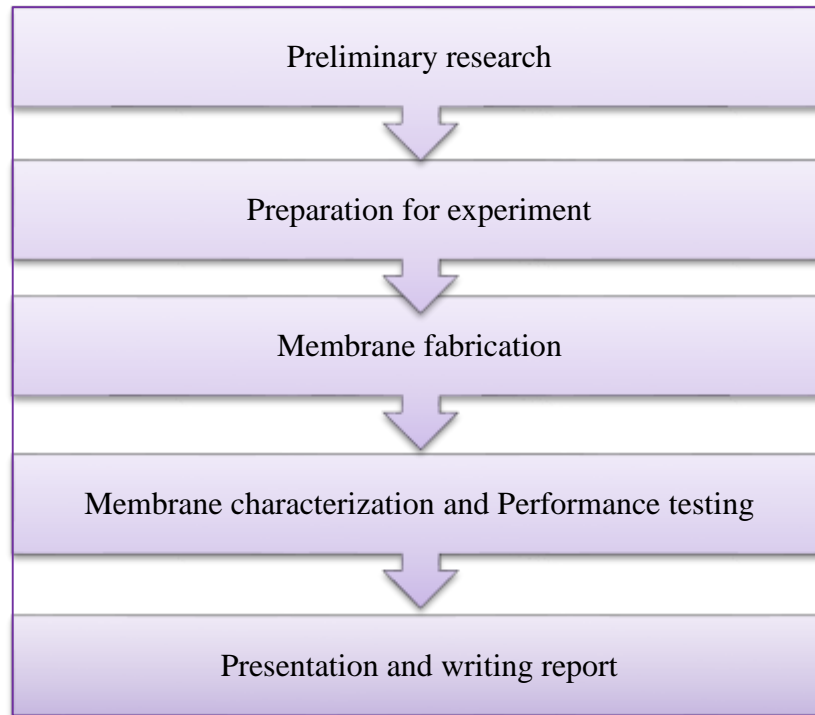 Preliminary research
Preparation for experiment
Membrane fabrication
Membrane characterization and Performance testing
Presentation and writing report